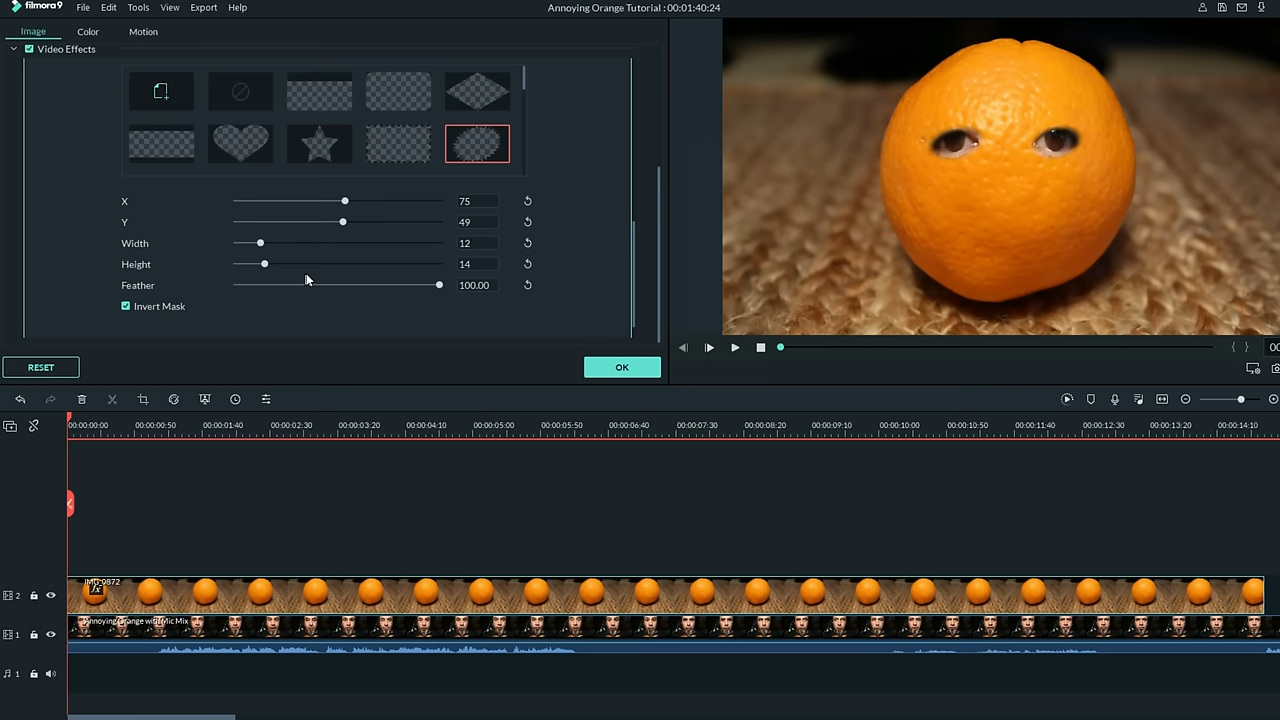 filmora9 File Edit Tools View Export Help Annoying Orange Tutorial : 00:01:40:24
Image Color Motion
Video Effects
X 75
Y 49
Width 12
Height 14
Feather 100.00
Invert Mask
RESET OK
00
00:00:00:00 00:00:00:50 00:00:01:40 00:00:02:30 00:00:03:20 00:00:04:10 00:00:05:00 00:00:05:50 00:00:06:40 00:00:07:30 00:00:08:20 00:00:09:10 00:00:10:00 00:00:10:50 00:00:11:40 00:00:12:30 00:00:13:20 00:00:14:10
IMG_0872
fx
2
Annoying Orange with Mic Mix
1
1